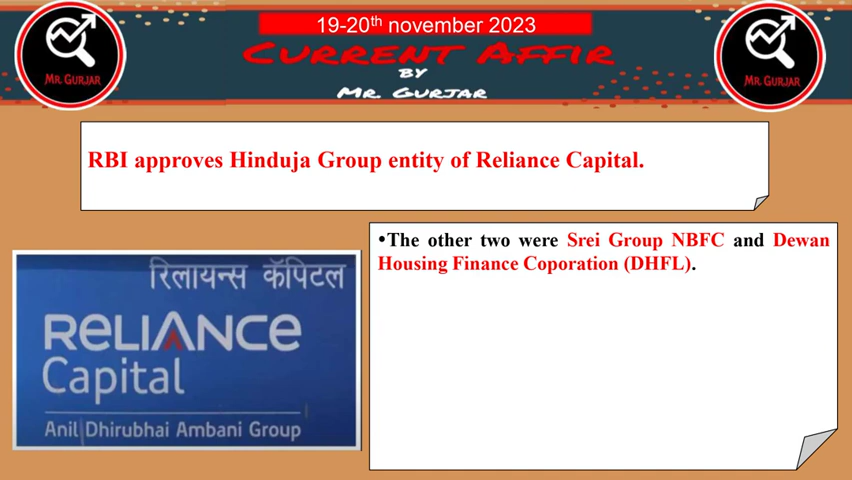 19-20th november 2023
CURRENT AFFIR
BY
MR. GURJAR
MR. GURJAR
MR. GURJAR
RBI approves Hinduja Group entity of Reliance Capital.
•The other two were Srei Group NBFC and Dewan
Housing Finance Coporation (DHFL).
रिलायन्स कॅपिटल
RELIANCE
Capital
Anil Dhirubhai Ambani Group